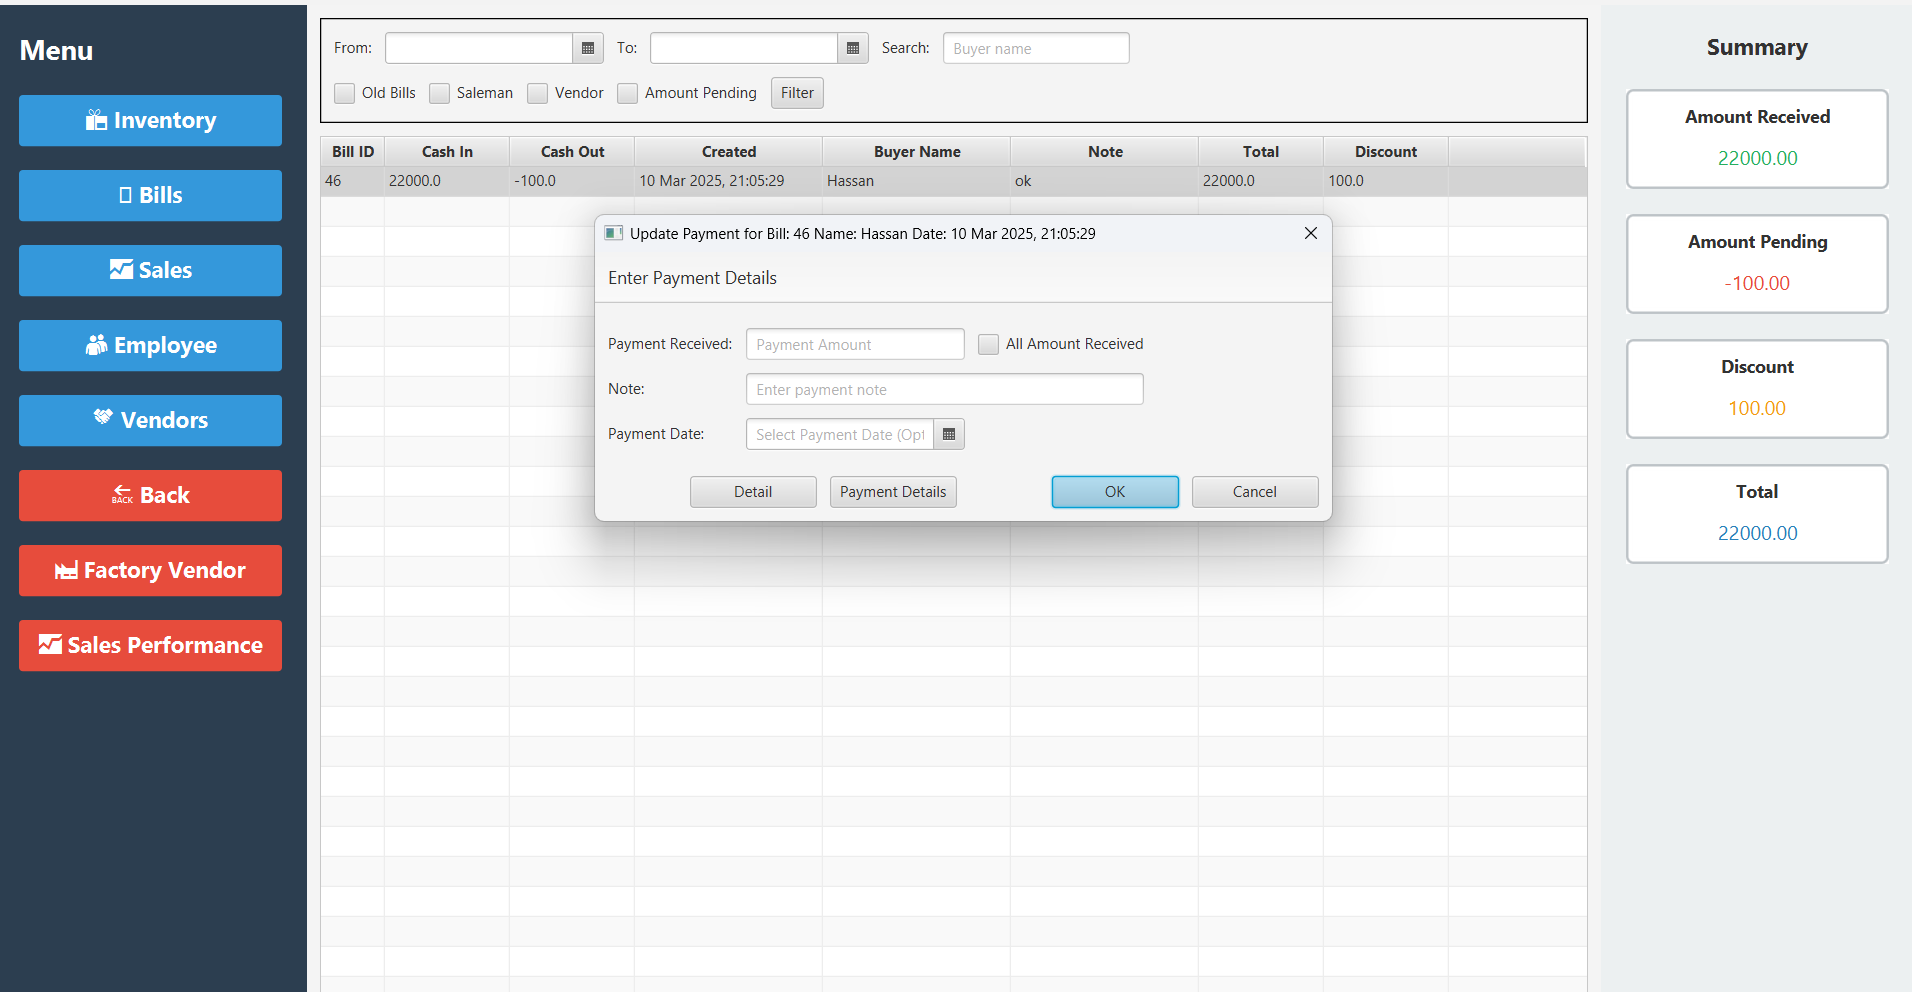 Menu
Inventory
Bills
Sales
Employee
Vendors
BACK Back
Factory Vendor
Sales Performance
From: To: Search: Buyer name
Old Bills Saleman Vendor Amount Pending Filter
Bill ID Cash In Cash Out Created Buyer Name Note Total Discount
46 22000.0 -100.0 10 Mar 2025, 21:05:29 Hassan ok 22000.0 100.0
Update Payment for Bill: 46 Name: Hassan Date: 10 Mar 2025, 21:05:29
Enter Payment Details
Payment Received: Payment Amount All Amount Received
Note: Enter payment note
Payment Date: Select Payment Date (Opt
Detail Payment Details OK Cancel
Summary
Amount Received
22000.00
Amount Pending
-100.00
Discount
100.00
Total
22000.00